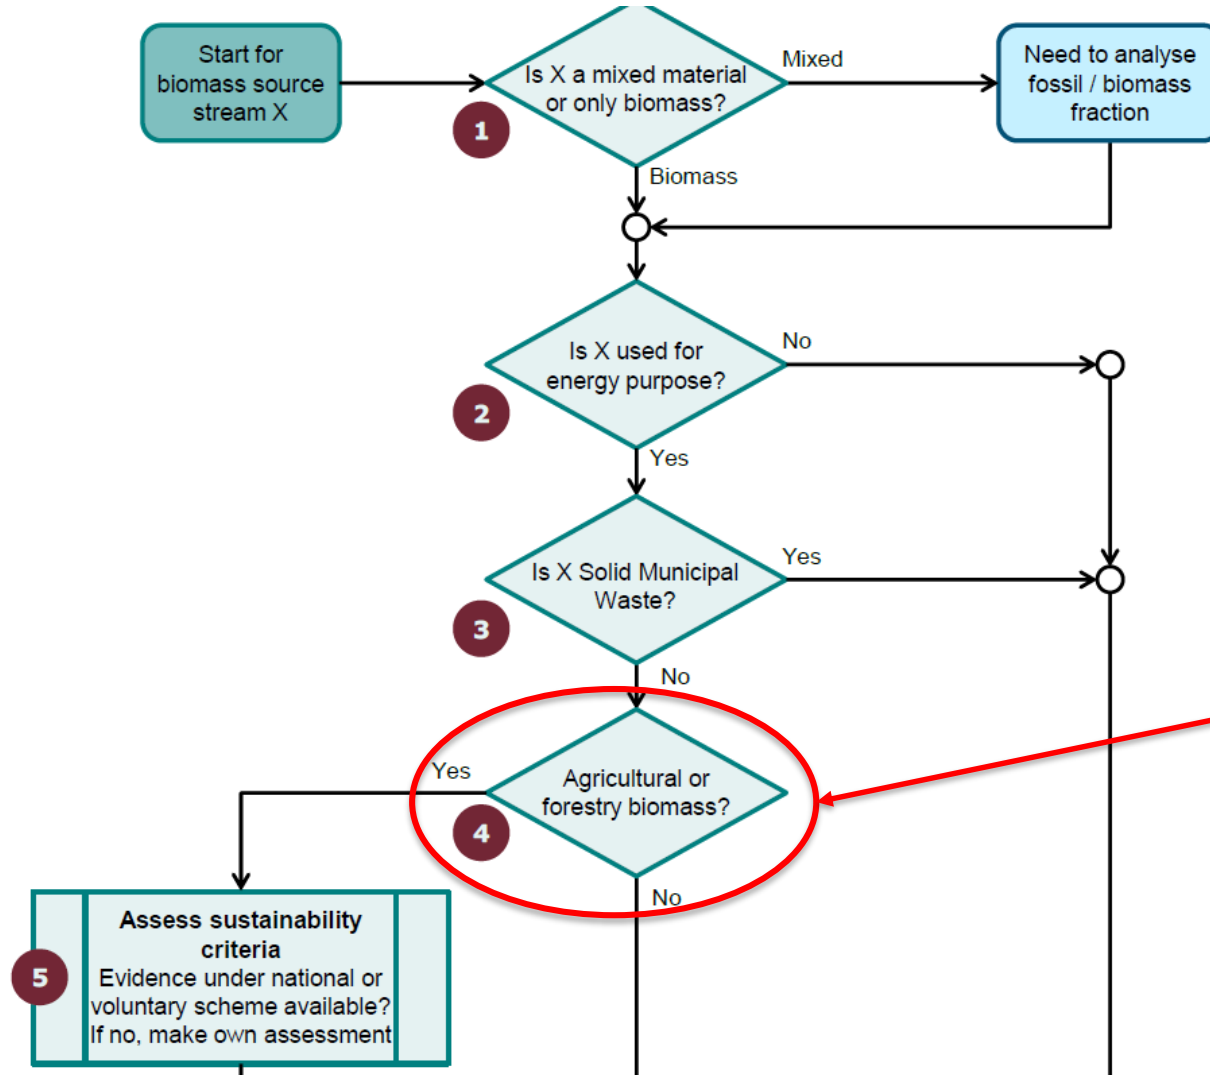 Start for
biomass source
stream X
Is X a mixed material
or only biomass?
Mixed
Need to analyse
fossil / biomass
fraction
1
Biomass
Is X used for
energy purpose?
No
2
Yes
Is X Solid Municipal
Waste?
Yes
3
No
Agricultural or
forestry biomass?
Yes
4
No
Assess sustainability
criteria
Evidence under national or
voluntary scheme available?
If no, make own assessment
5